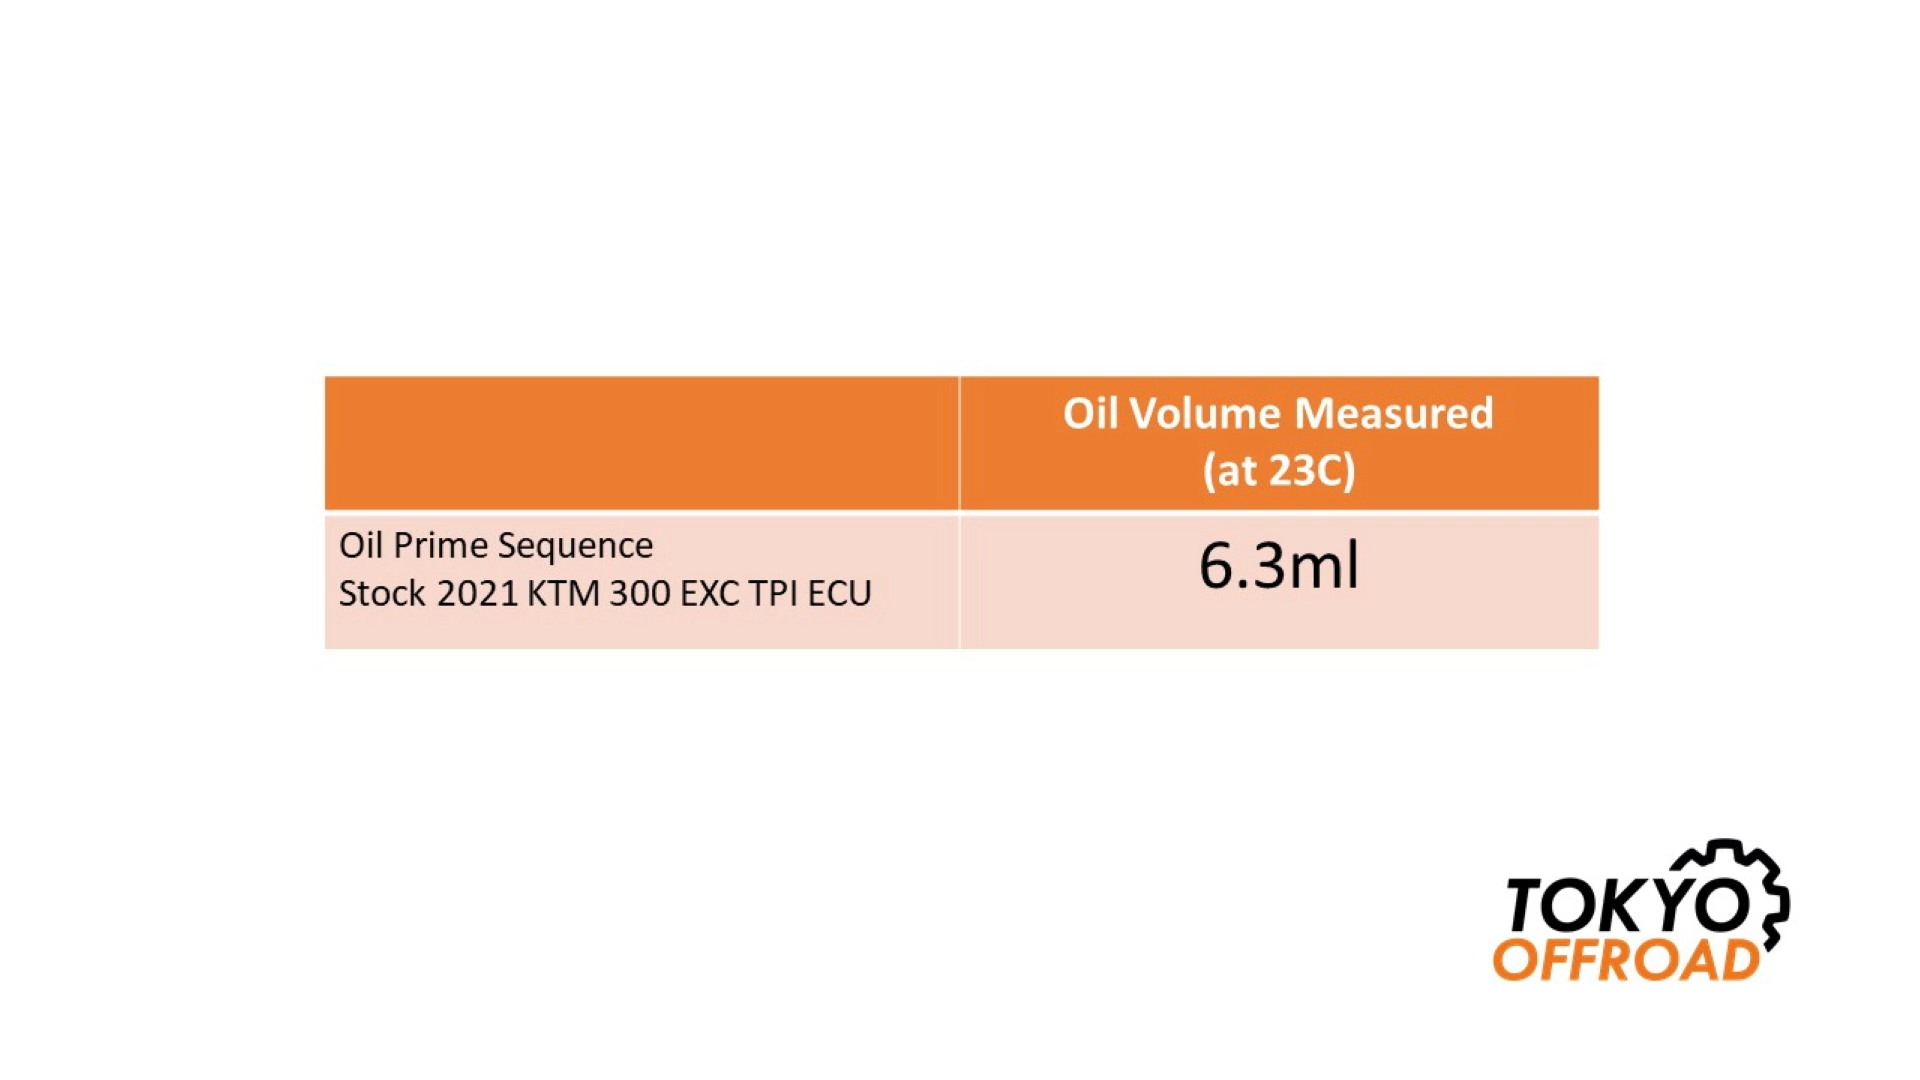 Oil Volume Measured
(at 23C)
Oil Prime Sequence
Stock 2021 KTM 300 EXC TPI ECU
6.3ml
TOKYO
OFFROAD